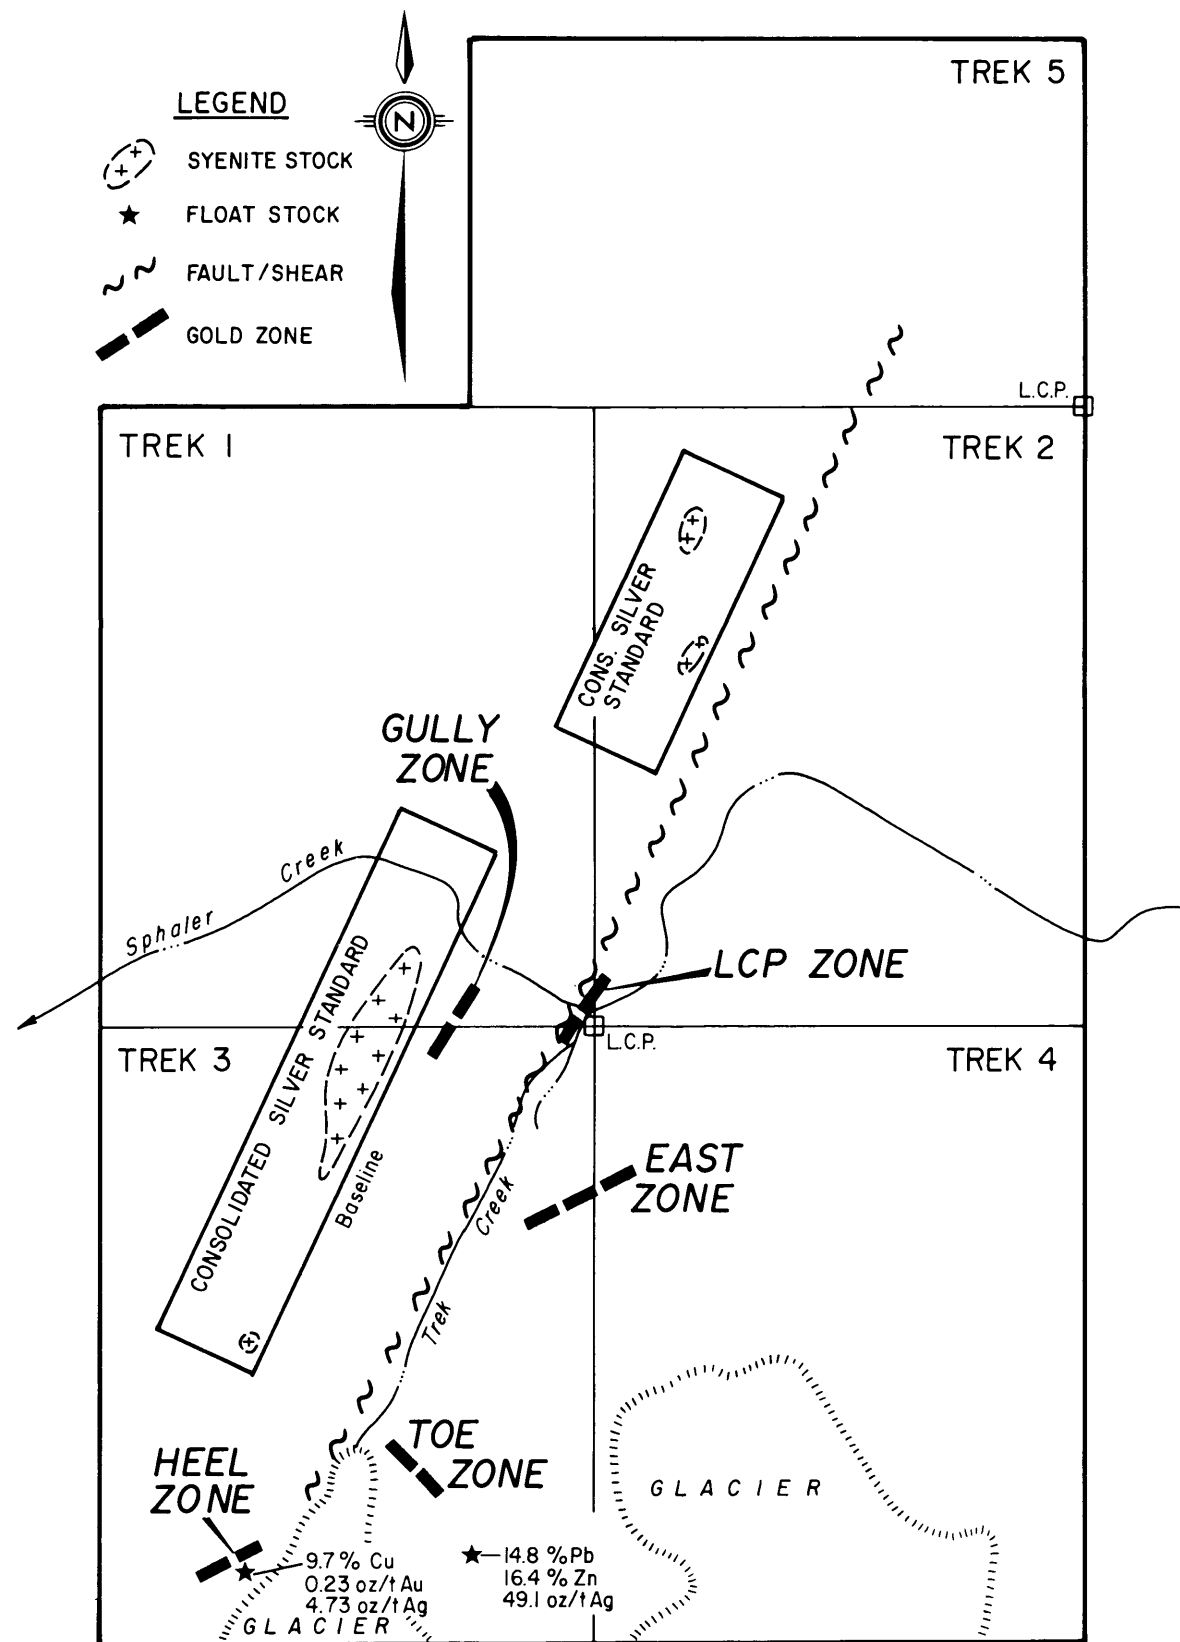 TREK 5
LEGEND
N
SYENITE STOCK
FLOAT STOCK
FAULT/SHEAR
GOLD ZONE
L.C.P.
TREK 1
TREK 2
CONS. SILVER
STANDARD
GULLY
ZONE
Sphaler Creek
LCP ZONE
CONSOLIDATED SILVER STANDARD
L.C.P.
TREK 3
TREK 4
EAST
ZONE
Baseline
Trek Creek
TOE
ZONE
HEEL
ZONE
GLACIER
9.7% Cu
0.23 oz/t Au
4.73 oz/t Ag
14.8 % Pb
16.4 % Zn
49.1 oz/t Ag
GLACIER